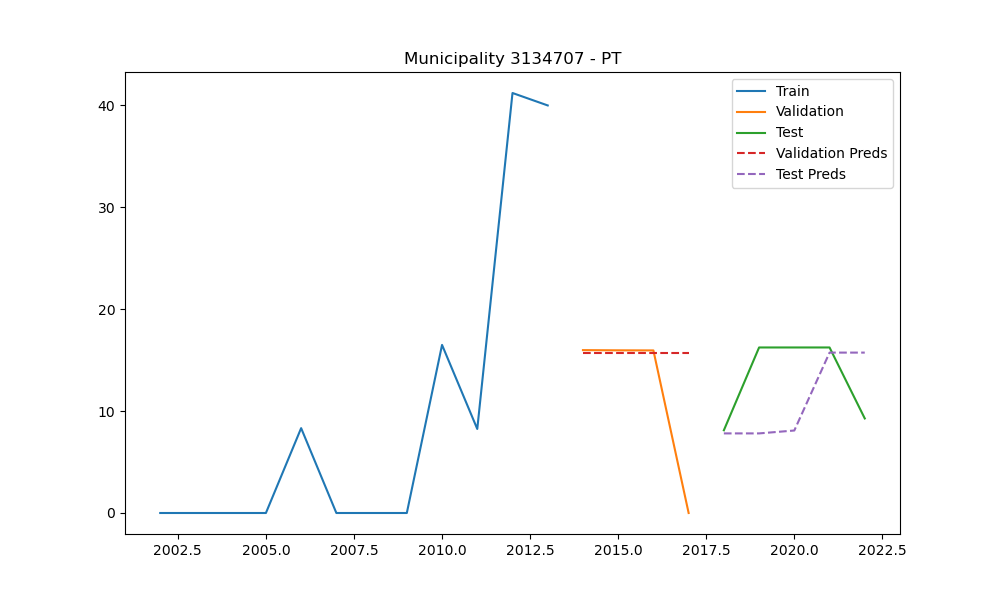 Municipality 3134707 - PT
Train
Validation
Test
Validation Preds
Test Preds
40
30
20
10
0
2002.5 2005.0 2007.5 2010.0 2012.5 2015.0 2017.5 2020.0 2022.5